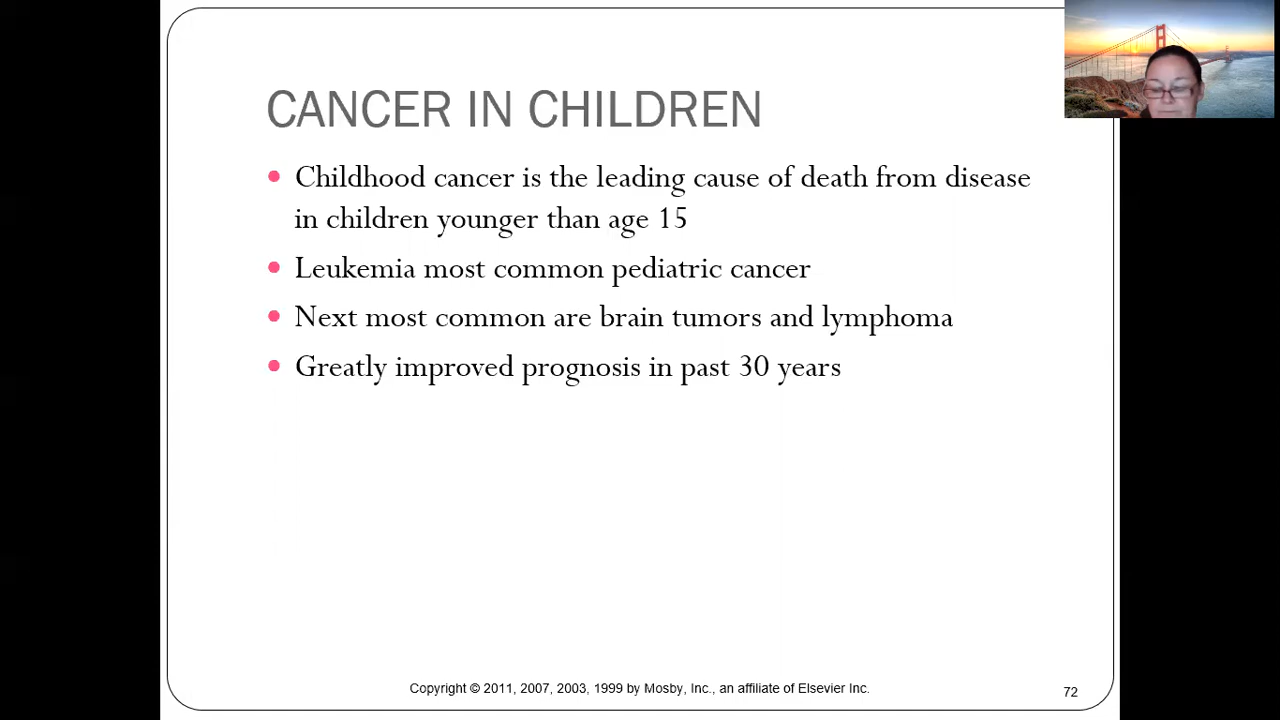 CANCER IN CHILDREN
• Childhood cancer is the leading cause of death from disease
in children younger than age 15
• Leukemia most common pediatric cancer
• Next most common are brain tumors and lymphoma
• Greatly improved prognosis in past 30 years
Copyright © 2011, 2007, 2003, 1999 by Mosby, Inc., an affiliate of Elsevier Inc.
72